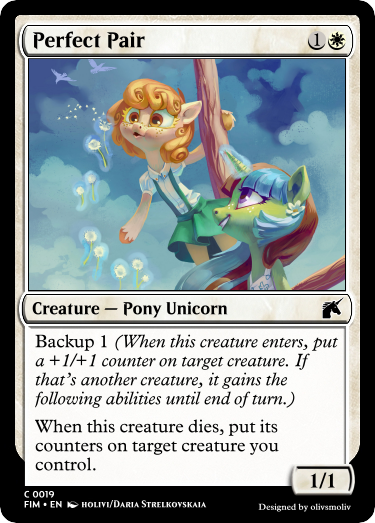 Perfect Pair 1
Creature — Pony Unicorn
Backup 1 (When this creature enters, put
a +1/+1 counter on target creature. If
that's another creature, it gains the
following abilities until end of turn.)
When this creature dies, put its
counters on target creature you
control.
1/1
C 0019
FIM • EN HOLIVI/DARIA STRELKOVSKAIA
Designed by olivsmoliv